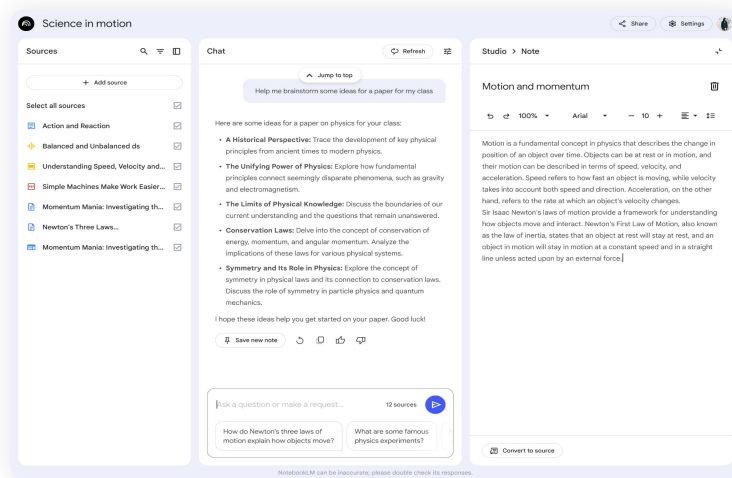 Science in motion
Share
Settings
Sources
+ Add source
Select all sources
Action and Reaction
Balanced and Unbalanced ds
Understanding Speed, Velocity and...
Simple Machines Make Work Easier...
Momentum Mania: Investigating th...
Newton's Three Laws...
Momentum Mania: Investigating th...
Chat
Refresh
Jump to top
Help me brainstorm some ideas for a paper for my class
Here are some ideas for a paper on physics for your class:
• A Historical Perspective: Trace the development of key physical
principles from ancient times to modern physics.
• The Unifying Power of Physics: Explore how fundamental
principles connect seemingly disparate phenomena, such as gravity
and electromagnetism.
• The Limits of Physical Knowledge: Discuss the boundaries of our
current understanding and the questions that remain unanswered.
• Conservation Laws: Delve into the concept of conservation of
energy, momentum, and angular momentum. Analyze the
implications of these laws for various physical systems.
• Symmetry and Its Role in Physics: Explore the concept of
symmetry in physical laws and its connection to conservation laws.
Discuss the role of symmetry in particle physics and quantum
mechanics.
I hope these ideas help you get started on your paper. Good luck!
Save new note
Ask a question or make a request...
12 sources
How do Newton's three laws of
motion explain how objects move?
What are some famous
physics experiments?
Studio > Note
Motion and momentum
100%
Arial
− 10 +
Motion is a fundamental concept in physics that describes the change in
position of an object over time. Objects can be at rest or in motion, and
their motion can be described in terms of speed, velocity, and
acceleration. Speed refers to how fast an object is moving, while velocity
takes into account both speed and direction. Acceleration, on the other
hand, refers to the rate at which an object's velocity changes.
Sir Isaac Newton's laws of motion provide a framework for understanding
how objects move and interact. Newton's First Law of Motion, also known
as the law of inertia, states that an object at rest will stay at rest, and an
object in motion will stay in motion at a constant speed and in a straight
line unless acted upon by an external force.
Convert to source
NotebookLM can be inaccurate; please double check its responses.